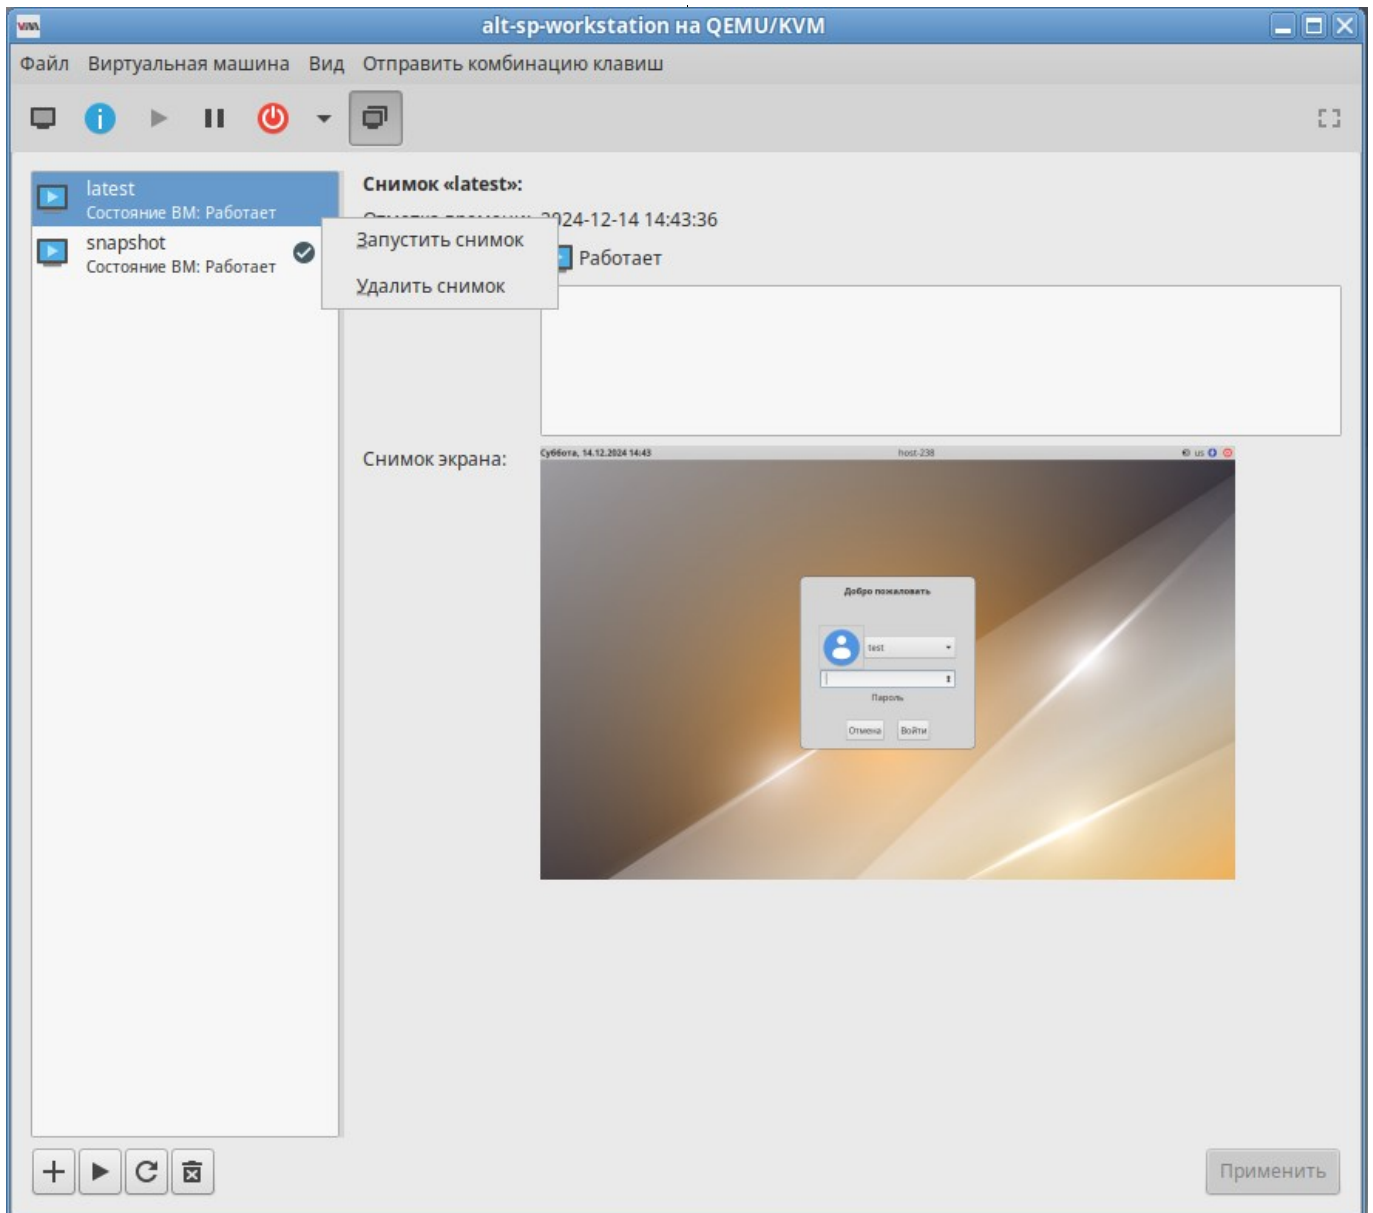 alt-sp-workstation на QEMU/KVM
Файл Виртуальная машина Вид Отправить комбинацию клавиш
latest
Состояние ВМ: Работает
snapshot
Состояние ВМ: Работает
Запустить снимок
Удалить снимок
Снимок «latest»:
2024-12-14 14:43:36
Работает
Снимок экрана:
Суббота, 14.12.2024 14:43 host-238 us
Добро пожаловать
test
Пароль
Отмена Войти
Применить